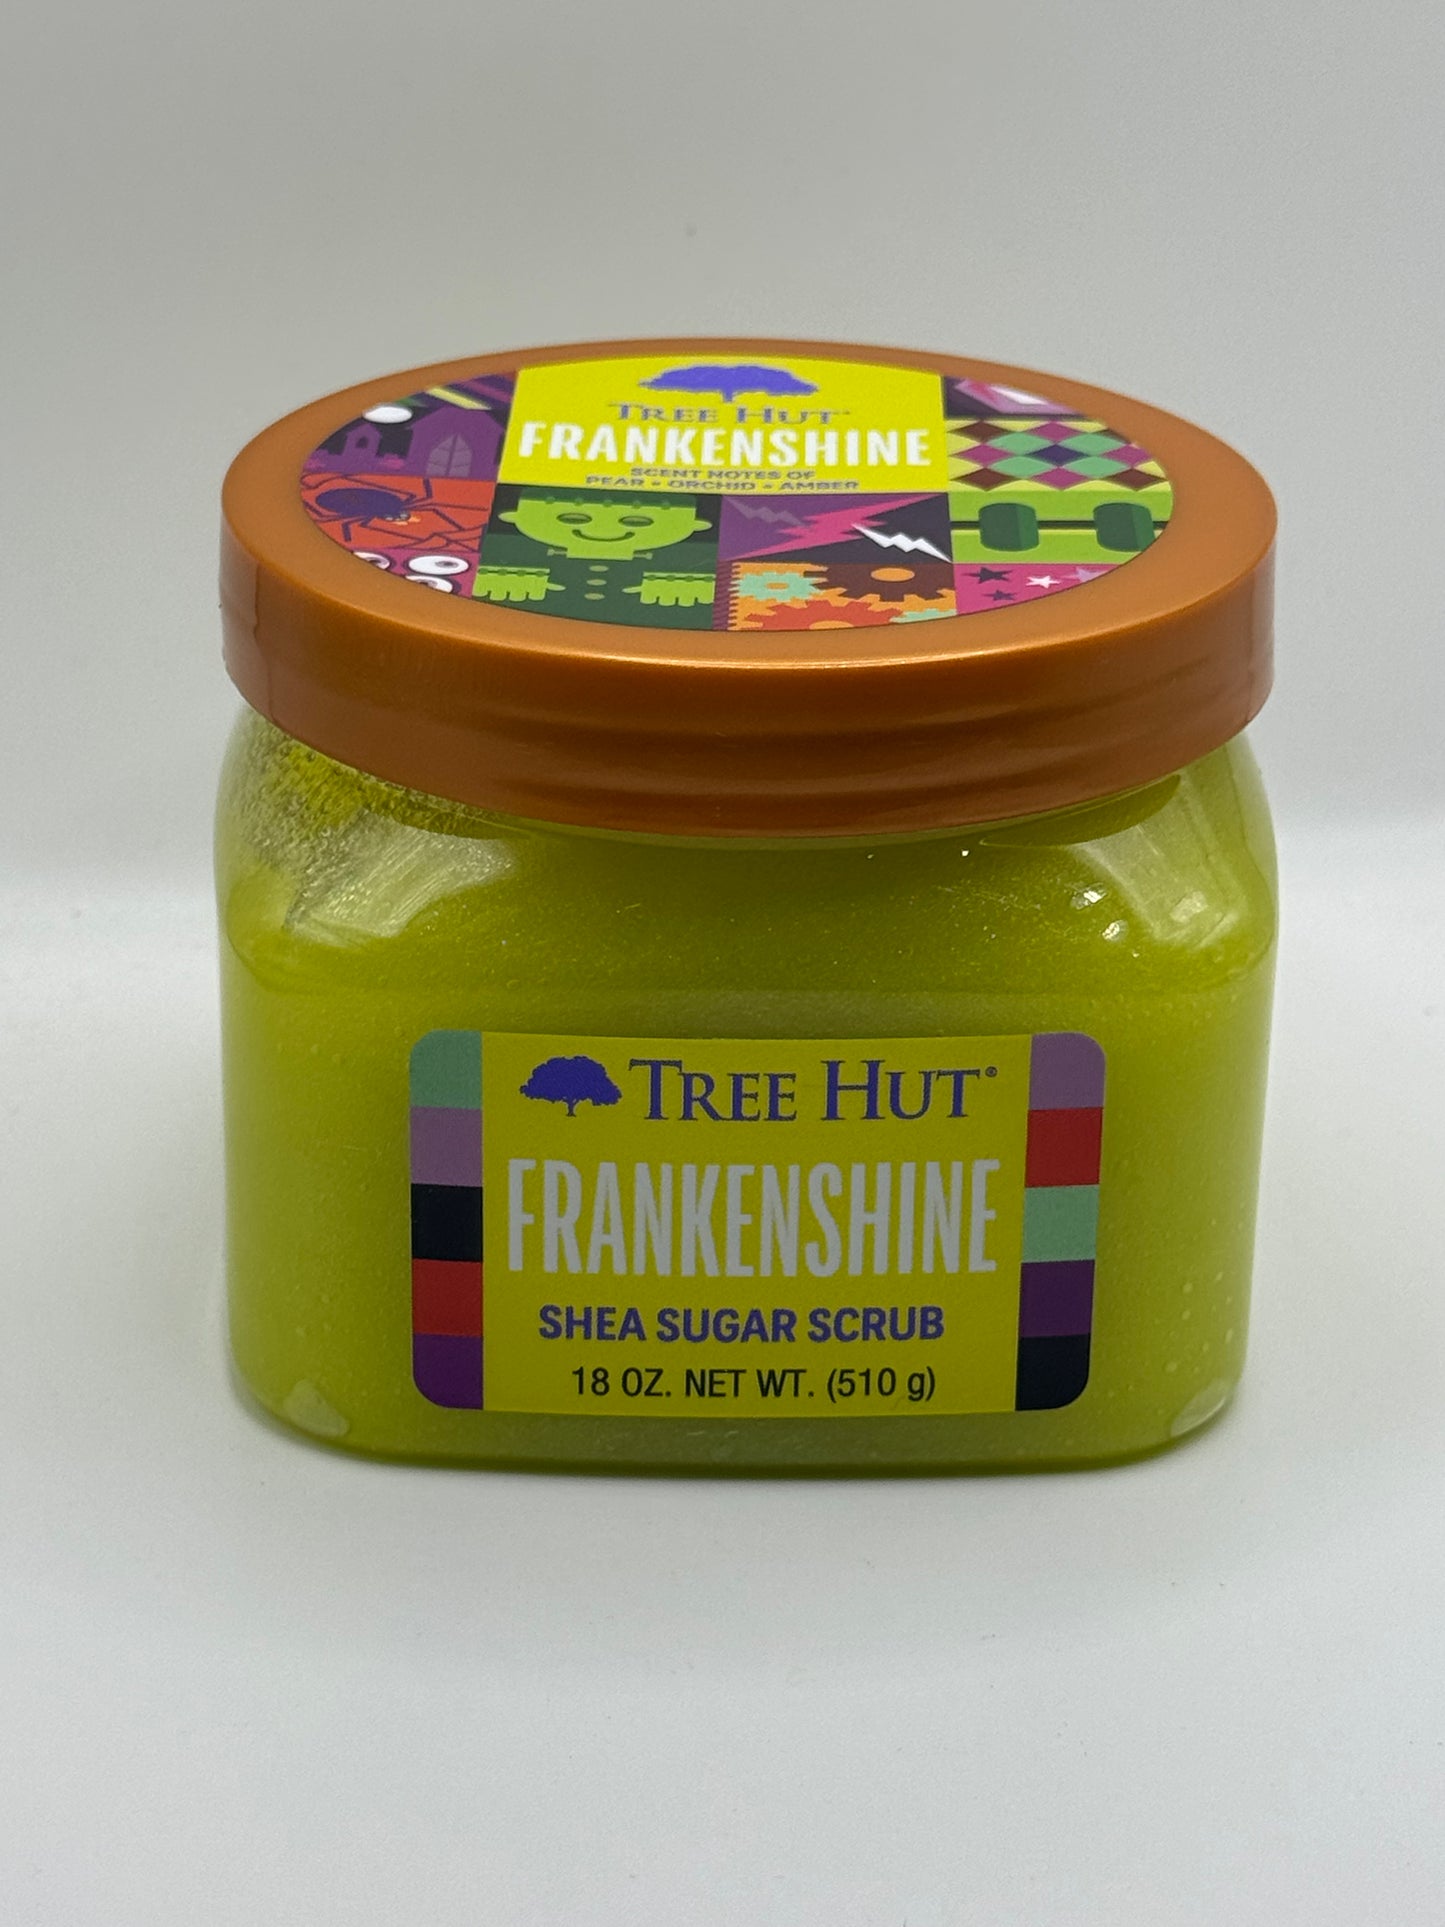 TREE HUT
FRANKENSHINE
SCENT NOTES OF
PEAR • ORCHID • AMBER
TREE HUT®
FRANKENSHINE
SHEA SUGAR SCRUB
18 OZ. NET WT. (510 g)